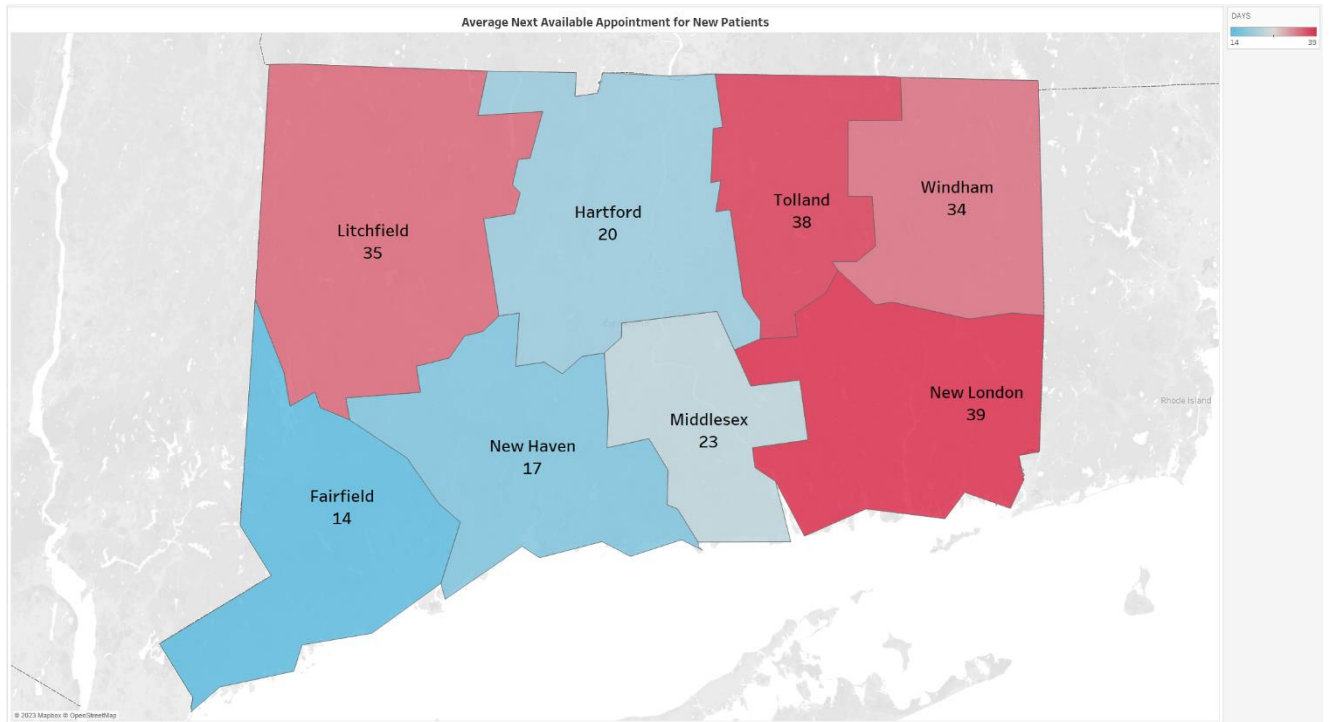 Average Next Available Appointment for New Patients
DAYS
14
39
Litchfield
35
Hartford
20
Tolland
38
Windham
34
Fairfield
14
New Haven
17
Middlesex
23
New London
39
Rhode Island
© 2023 Mapbox © OpenStreetMap